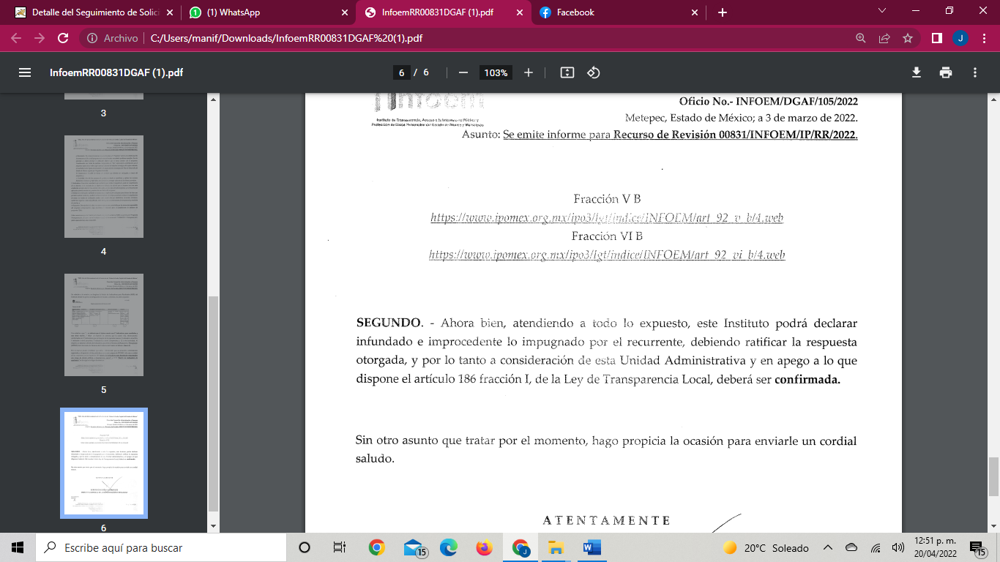 Detalle del Seguimiento de Solici
(1) WhatsApp
InfoemRR00831DGAF (1).pdf
Facebook
Archivo
C:/Users/manif/Downloads/InfoemRR00831DGAF%20(1).pdf
J
InfoemRR00831DGAF (1).pdf
6 / 6
103%
3
4
5
6
infoem
Instituto de Transparencia, Acceso a la Información Pública y
Protección de Datos Personales del Estado de México y Municipios
Oficio No.- INFOEM/DGAF/105/2022
Metepec, Estado de México; a 3 de marzo de 2022.
Asunto: Se emite informe para Recurso de Revisión 00831/INFOEM/IP/RR/2022.
Fracción V B
https://www.ipomex.org.mx/ipo3/lgt/indice/INFOEM/art_92_v_b/4.web
Fracción VI B
https://www.ipomex.org.mx/ipo3/lgt/indice/INFOEM/art_92_vi_b/4.web
SEGUNDO. - Ahora bien, atendiendo a todo lo expuesto, este Instituto podrá declarar
infundado e improcedente lo impugnado por el recurrente, debiendo ratificar la respuesta
otorgada, y por lo tanto a consideración de esta Unidad Administrativa y en apego a lo que
dispone el artículo 186 fracción I, de la Ley de Transparencia Local, deberá ser confirmada.
Sin otro asunto que tratar por el momento, hago propicia la ocasión para enviarle un cordial
saludo.
ATENTAMENTE
Escribe aquí para buscar
15
J
20°C Soleado
12:51 p. m.
20/04/2022
15